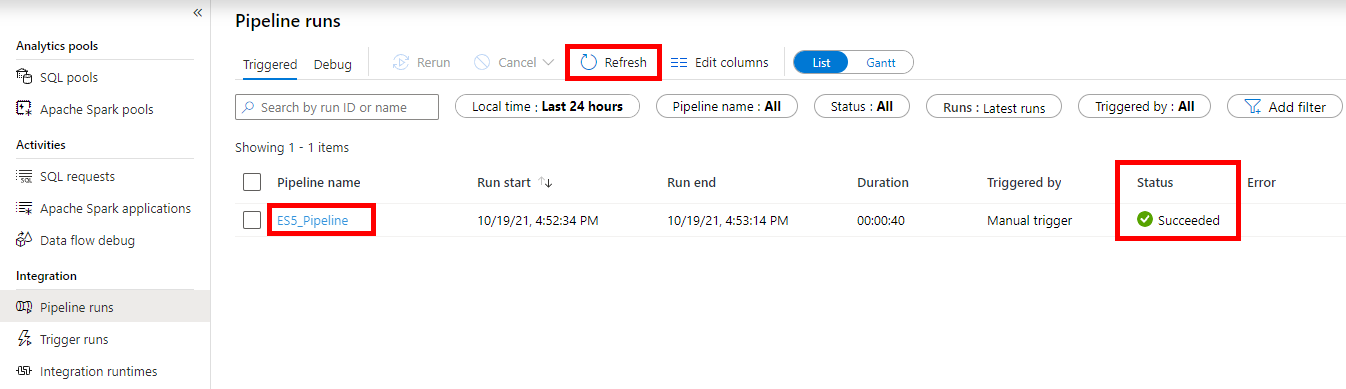 «
Analytics pools
SQL pools
Apache Spark pools
Activities
SQL requests
Apache Spark applications
Data flow debug
Integration
Pipeline runs
Trigger runs
Integration runtimes
Pipeline runs
Triggered Debug Rerun Cancel Refresh Edit columns List Gantt
Search by run ID or name Local time : Last 24 hours Pipeline name : All Status : All Runs : Latest runs Triggered by : All Add filter
Showing 1 - 1 items
Pipeline name Run start ↑↓ Run end Duration Triggered by Status Error
ES5_Pipeline 10/19/21, 4:52:34 PM 10/19/21, 4:53:14 PM 00:00:40 Manual trigger Succeeded